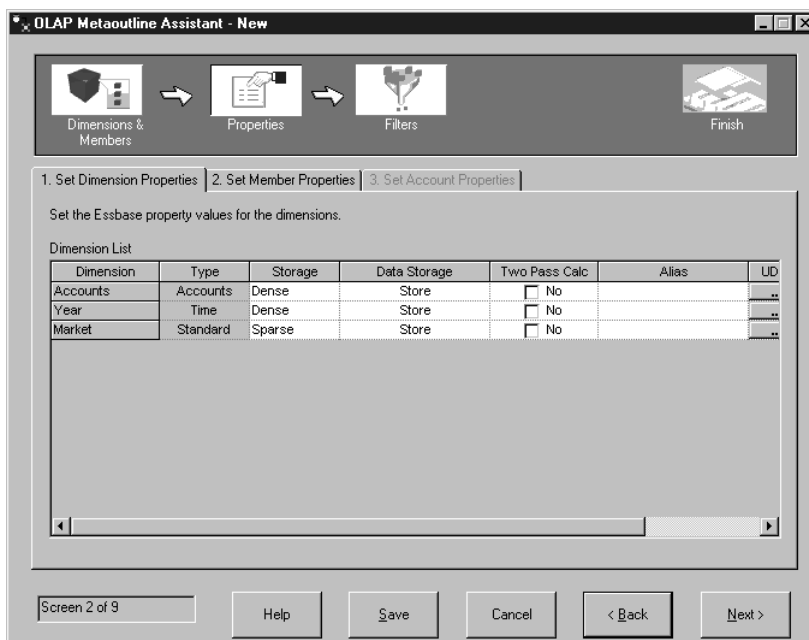 OLAP Metaoutline Assistant - New
Dimensions & Members
Properties
Filters
Finish
1. Set Dimension Properties 2. Set Member Properties 3. Set Account Properties
Set the Essbase property values for the dimensions.
Dimension List
Dimension Type Storage Data Storage Two Pass Calc Alias UD
Accounts Accounts Dense Store No ..
Year Time Dense Store No ..
Market Standard Sparse Store No ..
Screen 2 of 9 Help Save Cancel < Back Next >